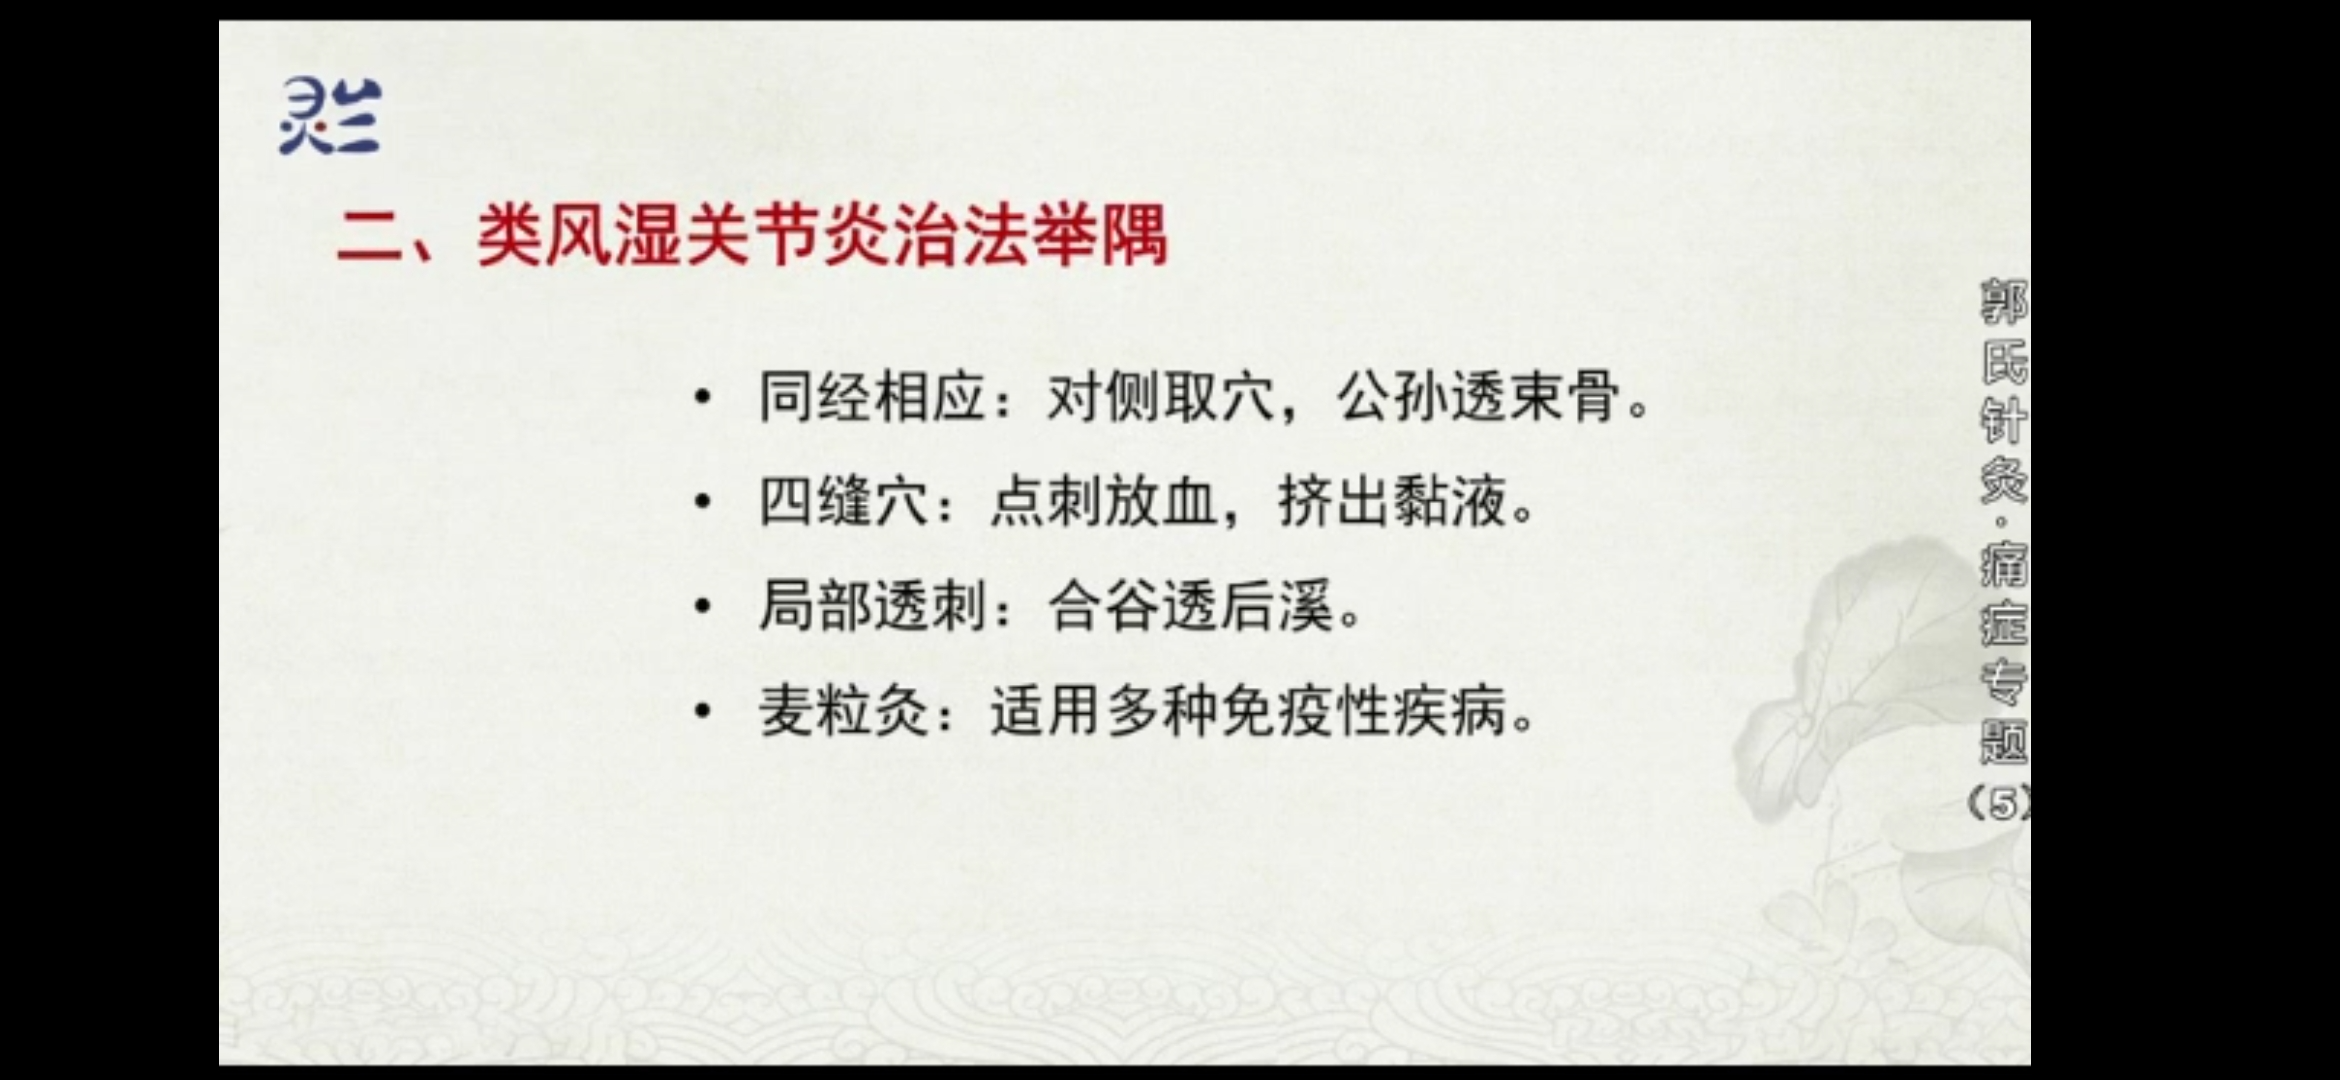 灵兰
二、类风湿关节炎治法举隅
• 同经相应：对侧取穴，公孙透束骨。
• 四缝穴：点刺放血，挤出黏液。
• 局部透刺：合谷透后溪。
• 麦粒灸：适用多种免疫性疾病。
郭氏针灸·痛症专题（5）